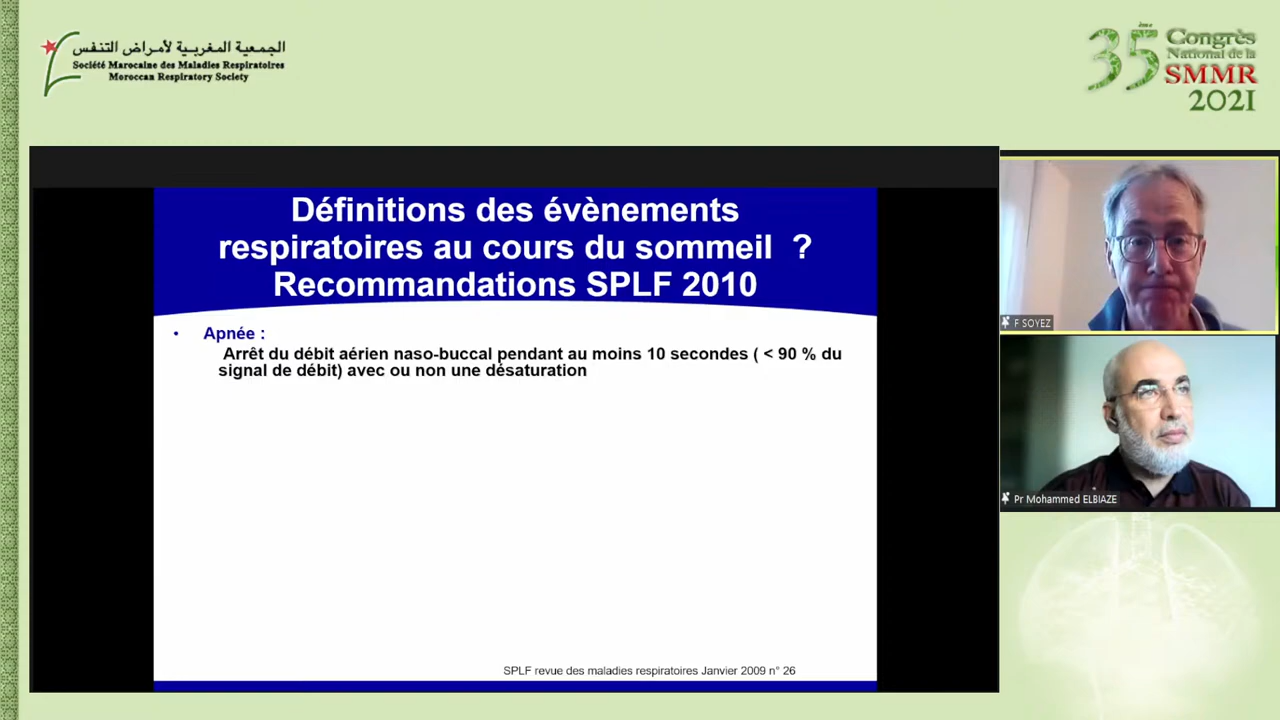 الجمعية المغربية لأمراض التنفس
Société Marocaine des Maladies Respiratoires
Moroccan Respiratory Society
35 ème Congrès
National de la
SMMR
2021
Définitions des évènements
respiratoires au cours du sommeil ?
Recommandations SPLF 2010
• Apnée :
Arrêt du débit aérien naso-buccal pendant au moins 10 secondes ( < 90 % du
signal de débit) avec ou non une désaturation
SPLF revue des maladies respiratoires Janvier 2009 n° 26
F SOYEZ
Pr Mohammed ELBIAZE